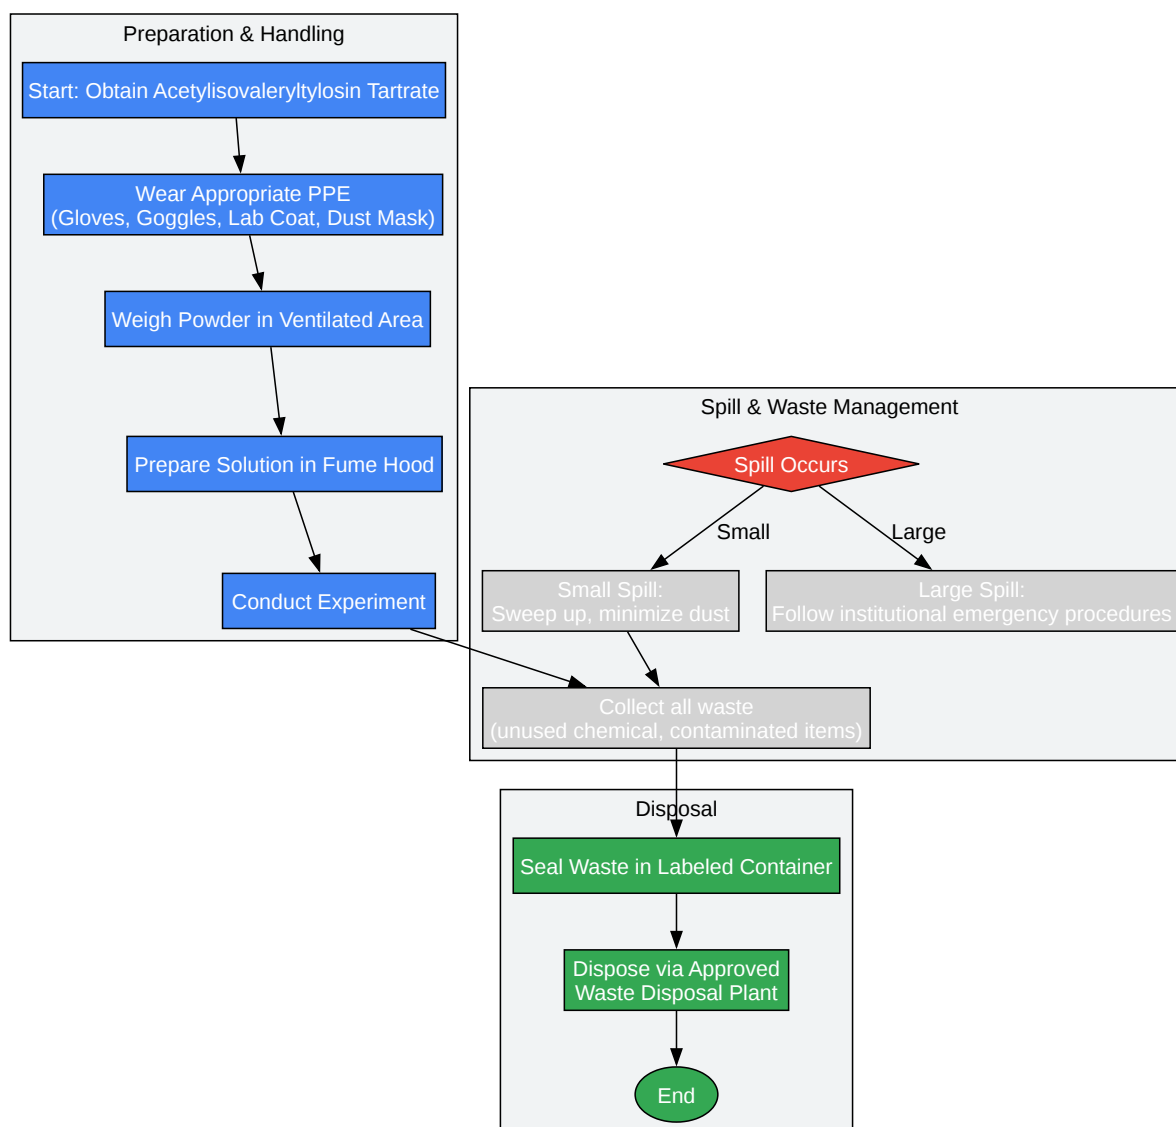 Preparation & Handling
Start: Obtain Acetylisovaleryltylosin Tartrate
Wear Appropriate PPE
(Gloves, Goggles, Lab Coat, Dust Mask)
Weigh Powder in Ventilated Area
Prepare Solution in Fume Hood
Conduct Experiment
Spill & Waste Management
Spill Occurs
Small
Large
Small Spill:
Sweep up, minimize dust
Large Spill:
Follow institutional emergency procedures
Collect all waste
(unused chemical, contaminated items)
Disposal
Seal Waste in Labeled Container
Dispose via Approved
Waste Disposal Plant
End